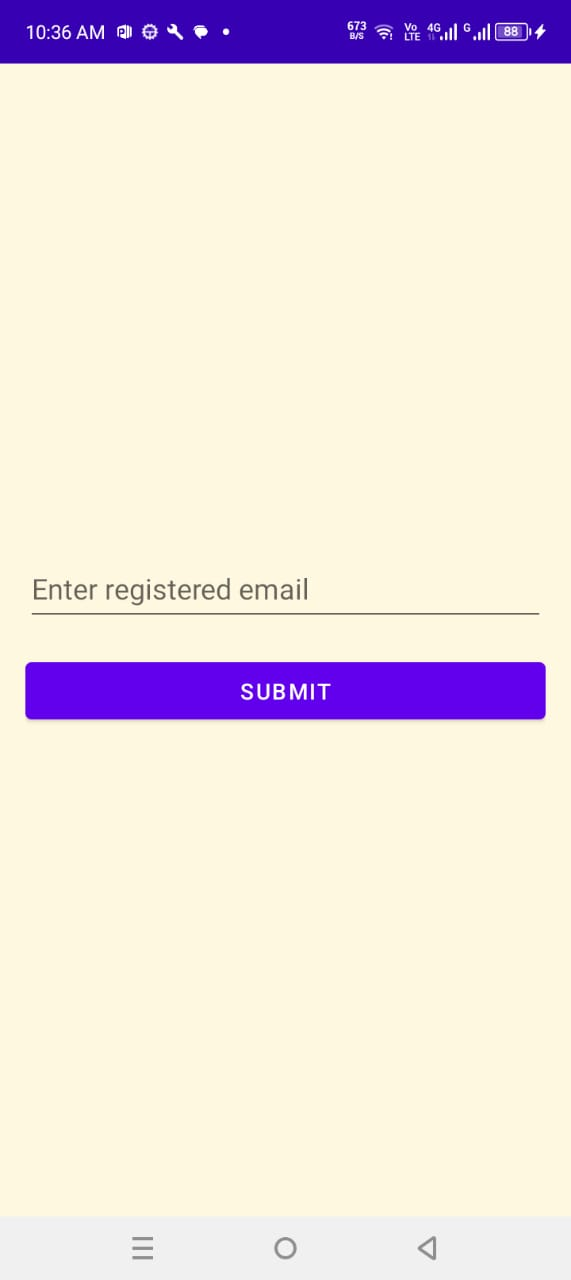 10:36 AM
673
B/S
Vo
LTE
4G
G
88
Enter registered email
SUBMIT